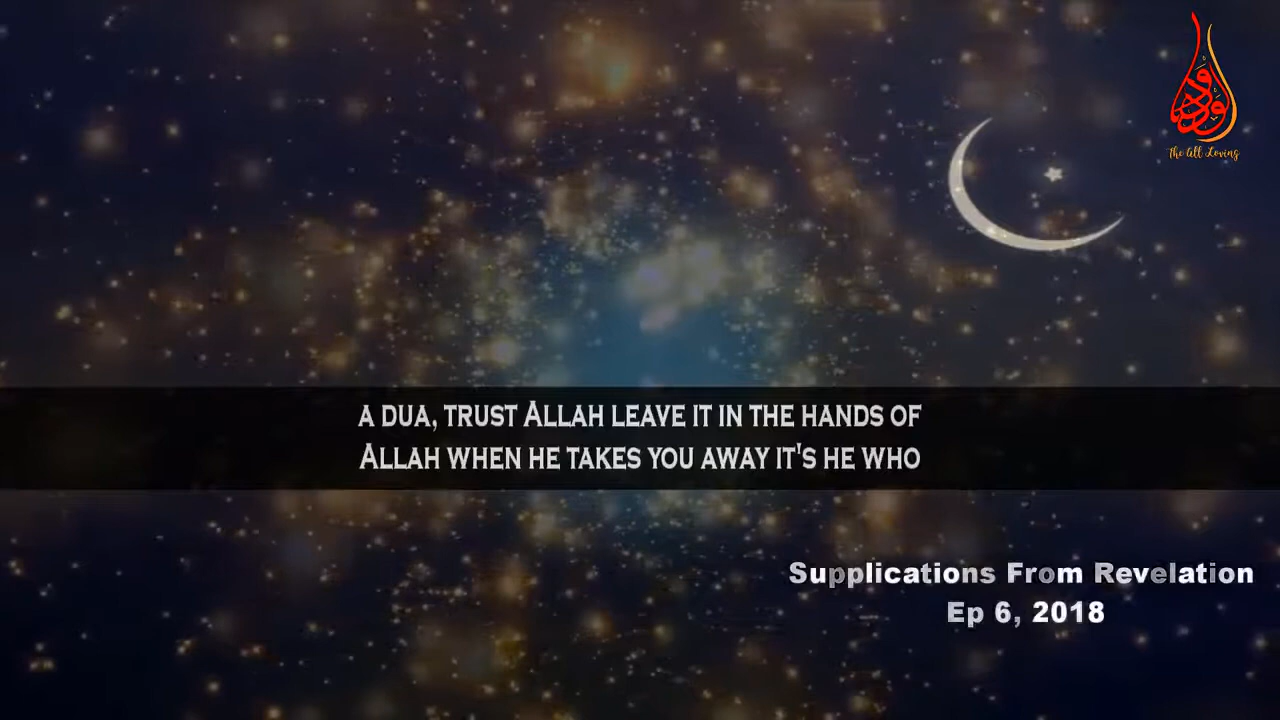 الودود
The All Loving
A DUA, TRUST ALLAH LEAVE IT IN THE HANDS OF
ALLAH WHEN HE TAKES YOU AWAY IT'S HE WHO
Supplications From Revelation
Ep 6, 2018